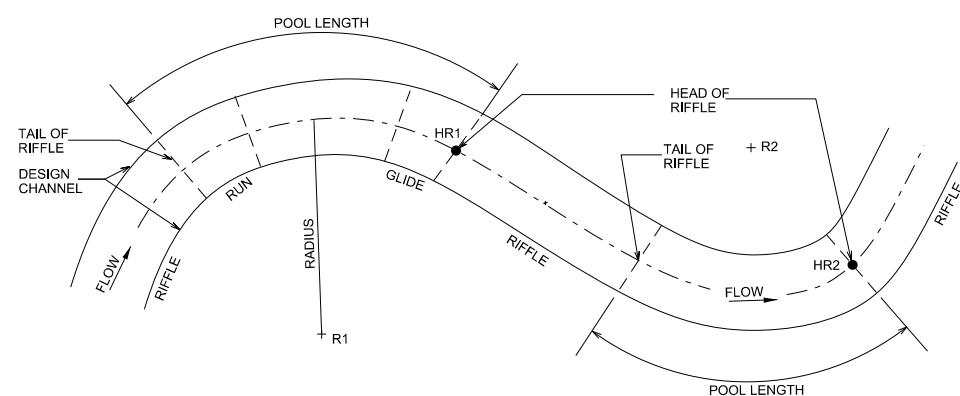 POOL LENGTH
HEAD OF
RIFFLE
TAIL OF
RIFFLE
HR1
TAIL OF
RIFFLE
R2
DESIGN
CHANNEL
RUN
GLIDE
RIFFLE
RADIUS
RIFFLE
FLOW
RIFFLE
HR2
FLOW
R1
POOL LENGTH